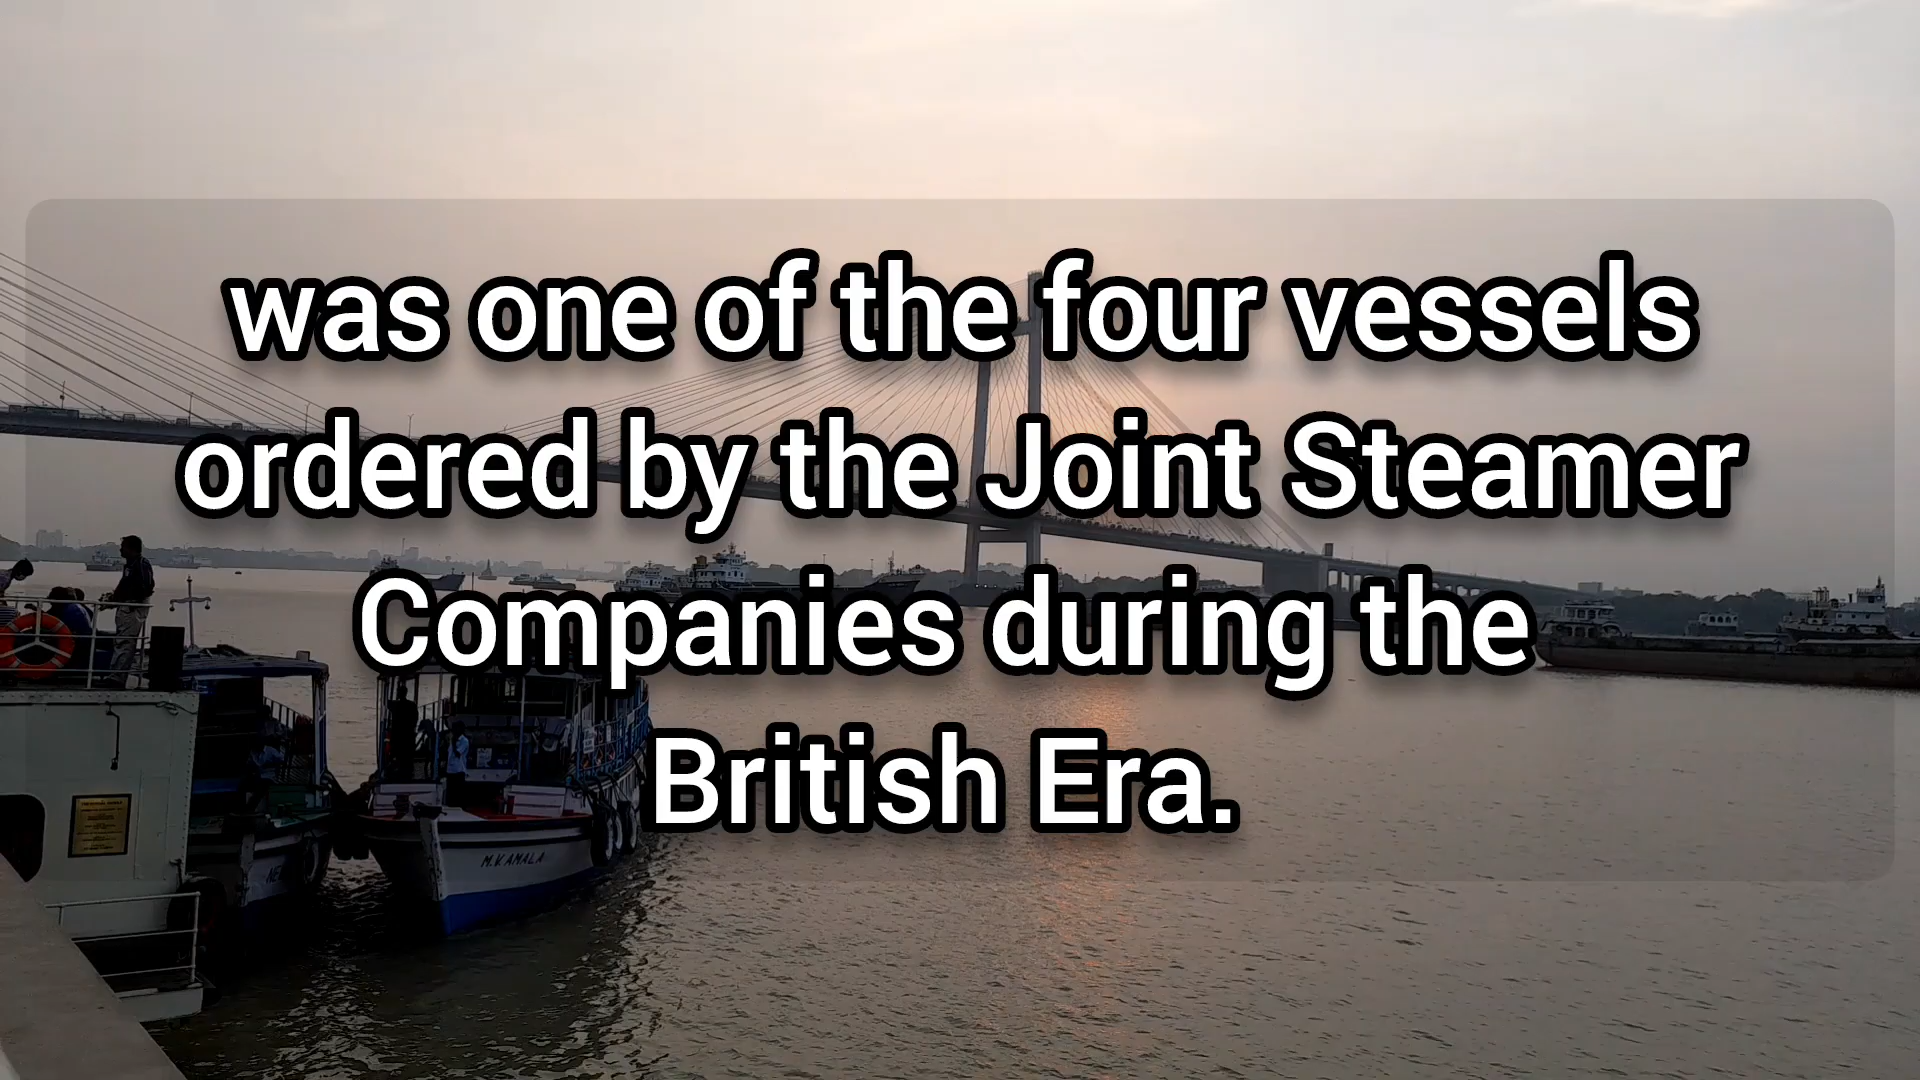 was one of the four vessels
ordered by the Joint Steamer
Companies during the
British Era.
M.V. AMALA